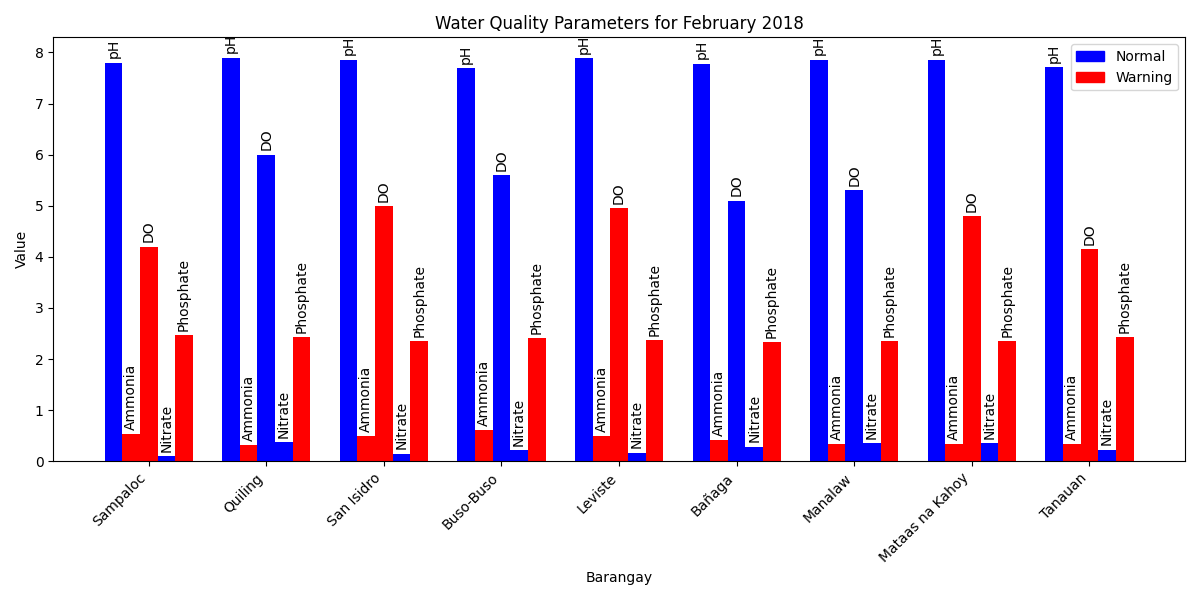 Water Quality Parameters for February 2018
Normal
Warning
Value
8
7
6
5
4
3
2
1
0
pH
Ammonia
DO
Nitrate
Phosphate
pH
Ammonia
DO
Nitrate
Phosphate
pH
Ammonia
DO
Nitrate
Phosphate
pH
Ammonia
DO
Nitrate
Phosphate
pH
Ammonia
DO
Nitrate
Phosphate
pH
Ammonia
DO
Nitrate
Phosphate
pH
Ammonia
DO
Nitrate
Phosphate
pH
Ammonia
DO
Nitrate
Phosphate
pH
Ammonia
DO
Nitrate
Phosphate
Sampaloc
Quiling
San Isidro
Buso-Buso
Leviste
Bañaga
Manalaw
Mataas na Kahoy
Tanauan
Barangay